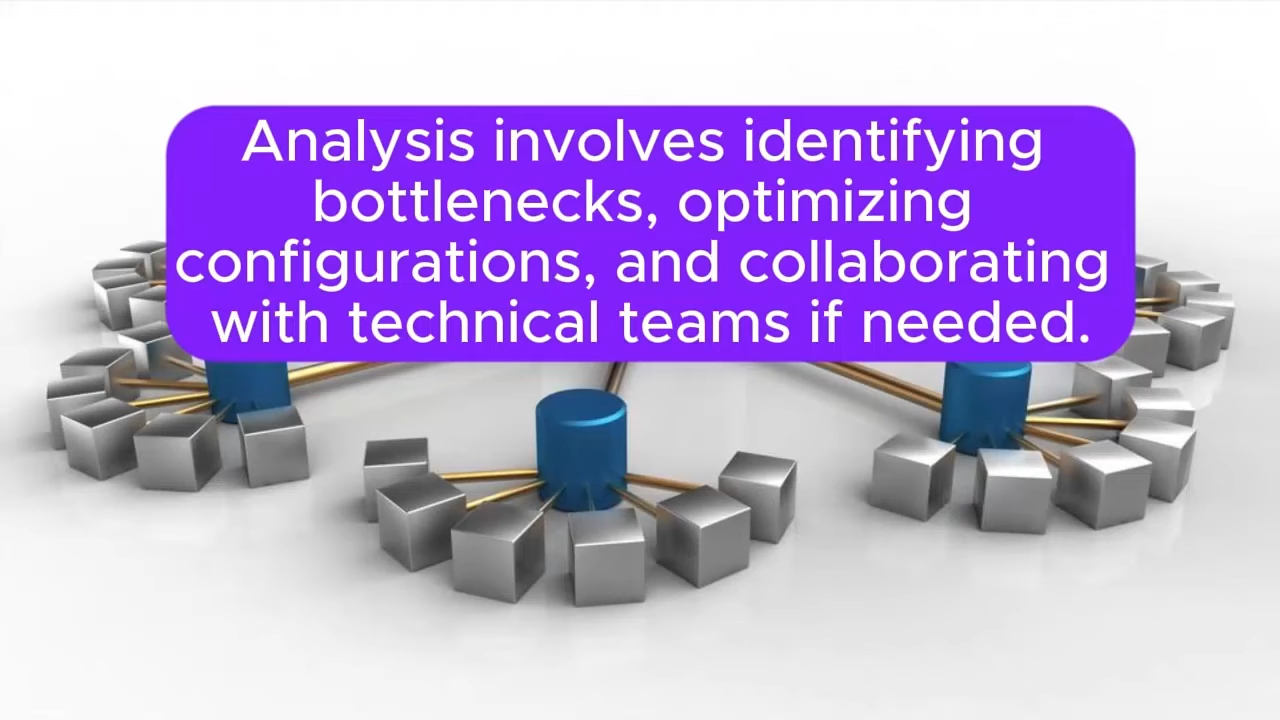 Analysis involves identifying
bottlenecks, optimizing
configurations, and collaborating
with technical teams if needed.